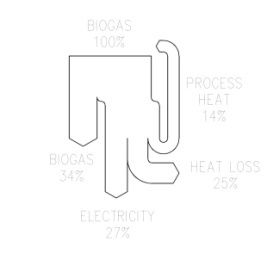 BIOGAS
100%
PROCESS
HEAT
14%
BIOGAS
34%
HEAT LOSS
25%
ELECTRICITY
27%